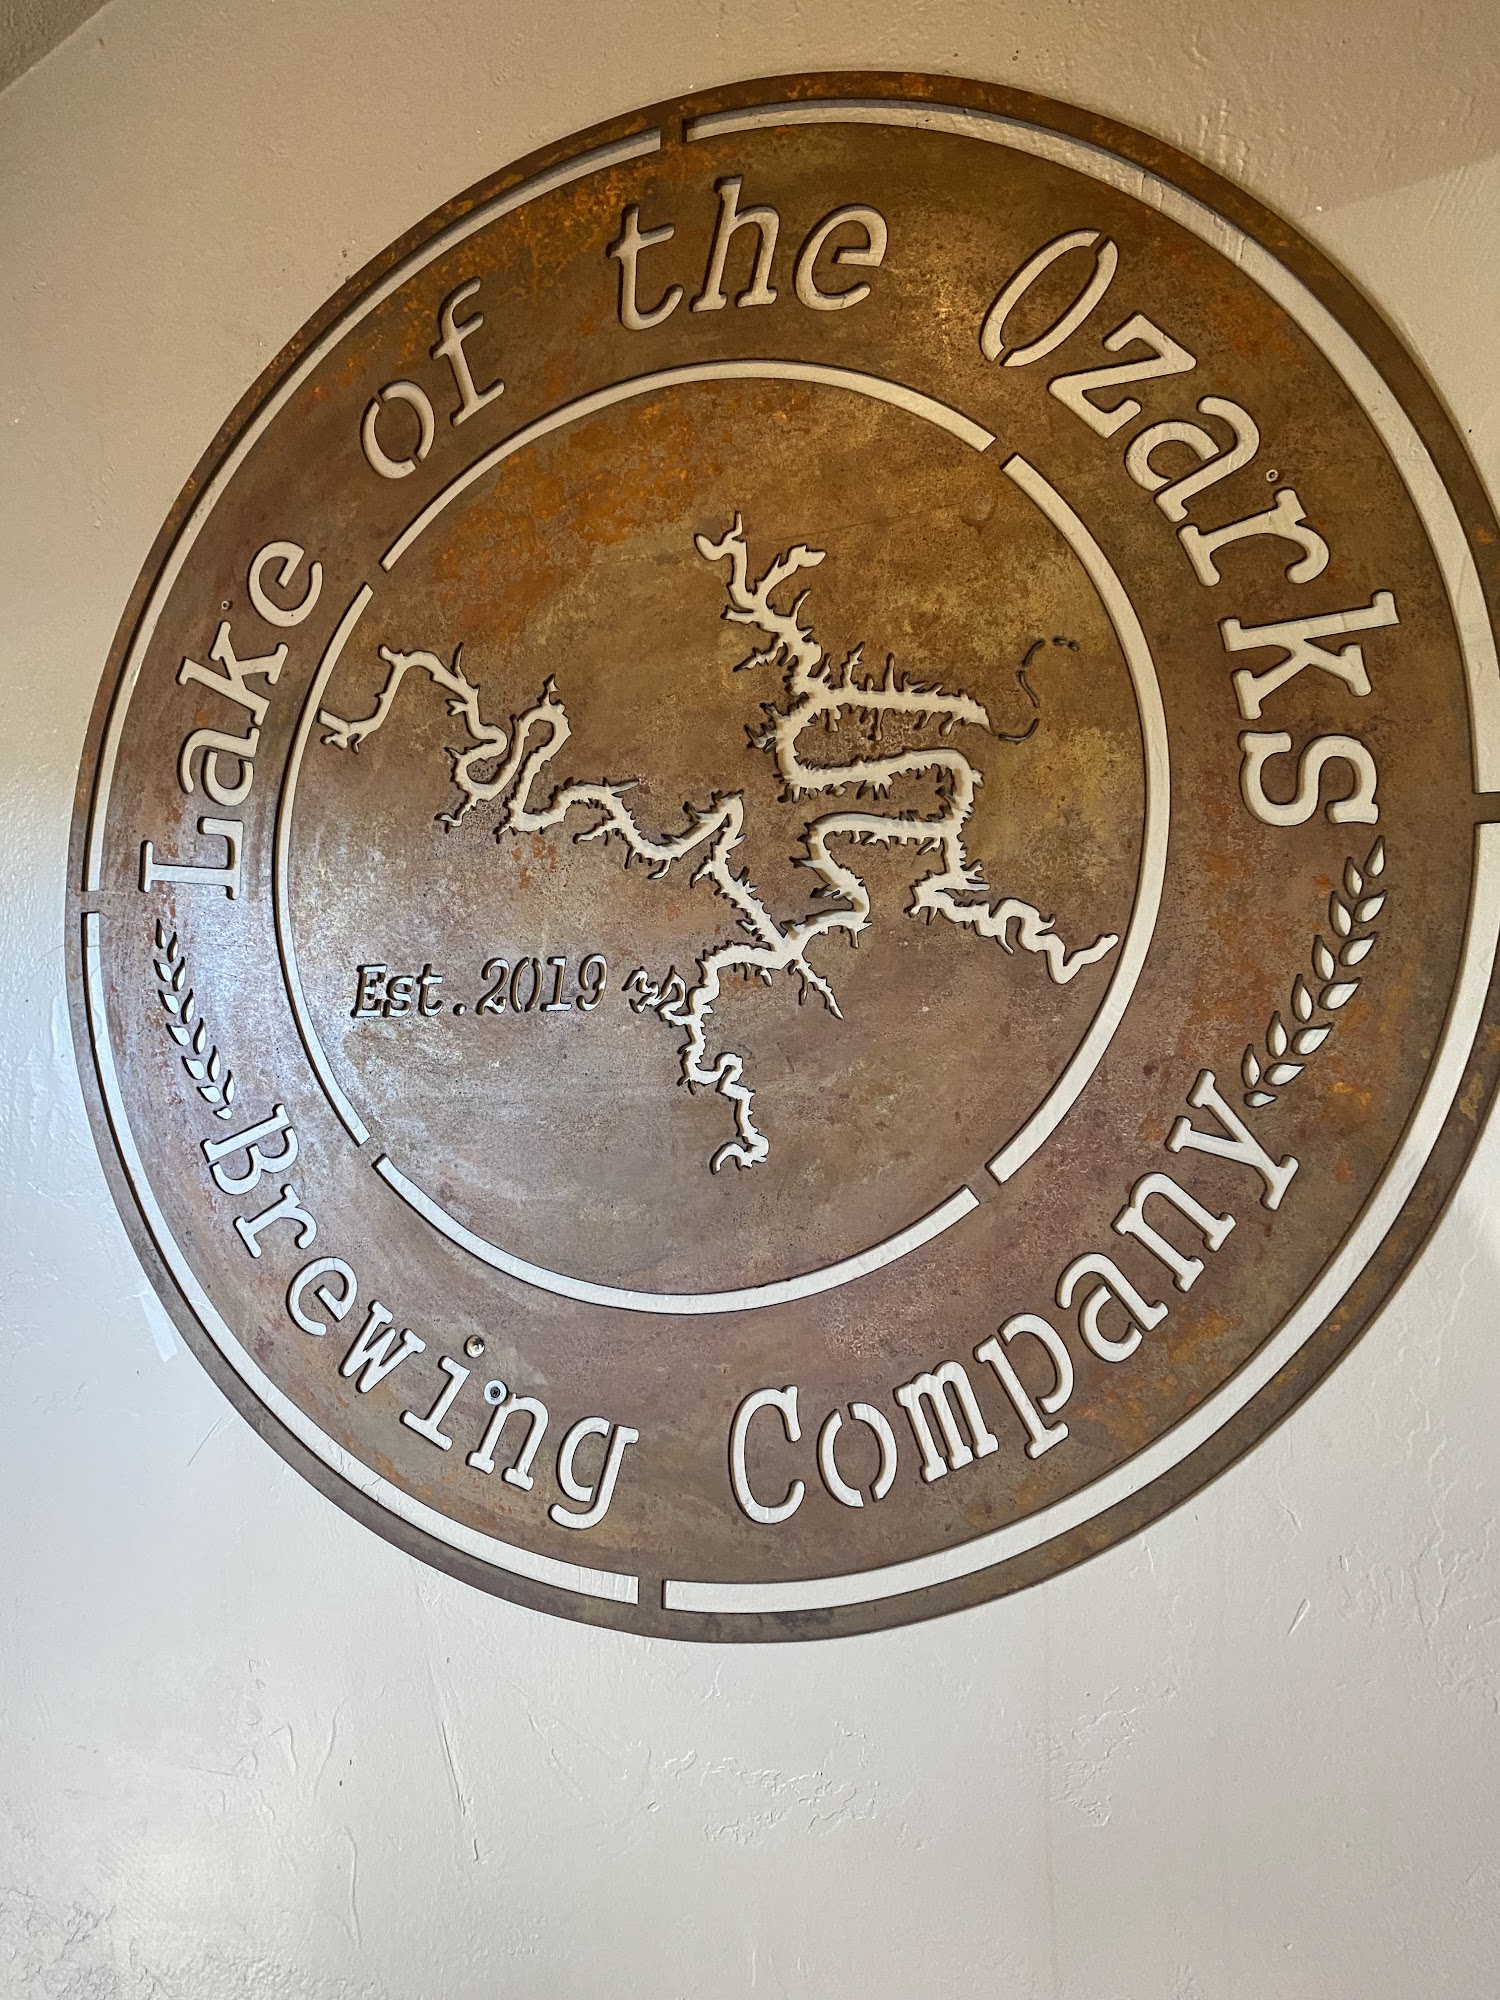 Lake of the Ozarks
Est.2019
Brewing Company